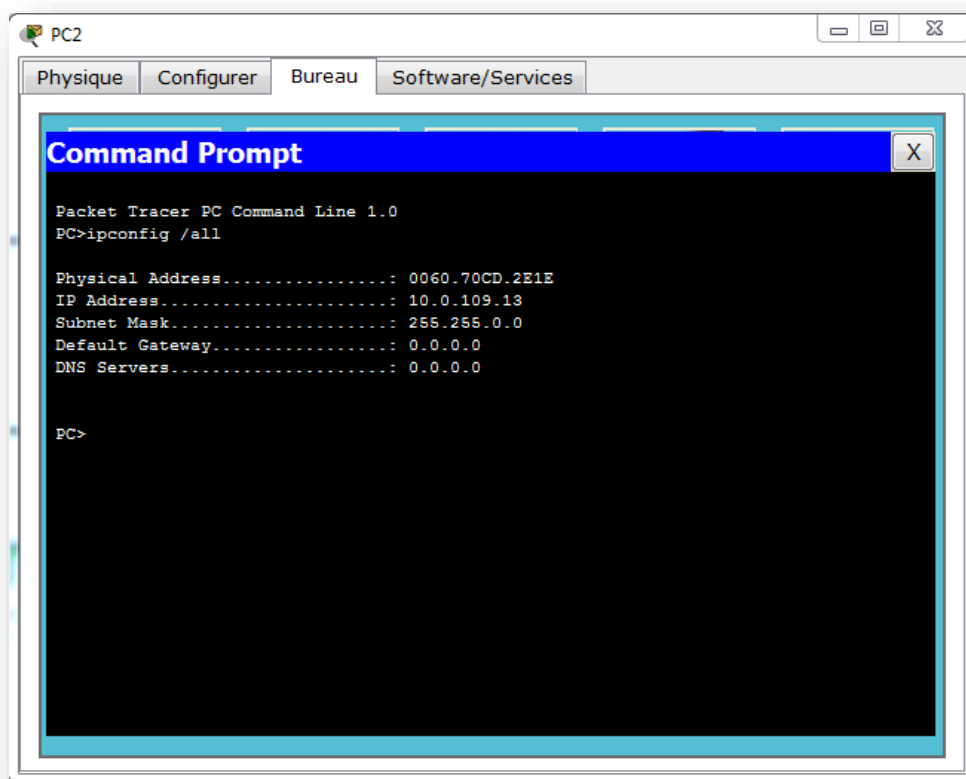 PC2
Physique Configurer Bureau Software/Services
Command Prompt X
Packet Tracer PC Command Line 1.0
PC>ipconfig /all
Physical Address................: 0060.70CD.2E1E
IP Address......................: 10.0.109.13
Subnet Mask.....................: 255.255.0.0
Default Gateway.................: 0.0.0.0
DNS Servers.....................: 0.0.0.0
PC>